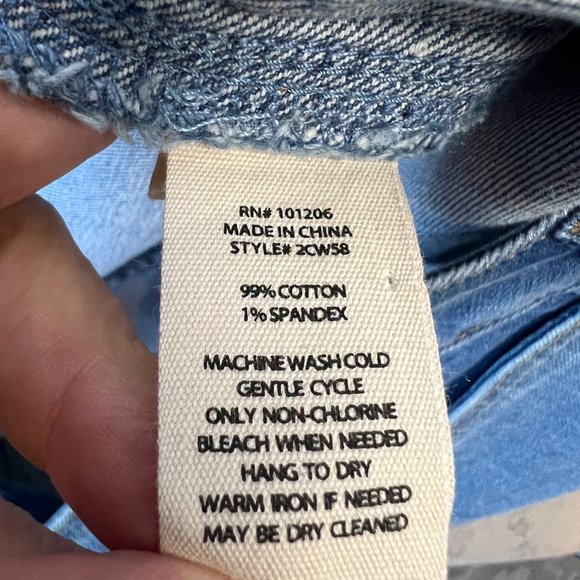 RN# 101206
MADE IN CHINA
STYLE# 2CW58
99% COTTON
1% SPANDEX
MACHINE WASH COLD
GENTLE CYCLE
ONLY NON-CHLORINE
BLEACH WHEN NEEDED
HANG TO DRY
WARM IRON IF NEEDED
MAY BE DRY CLEANED